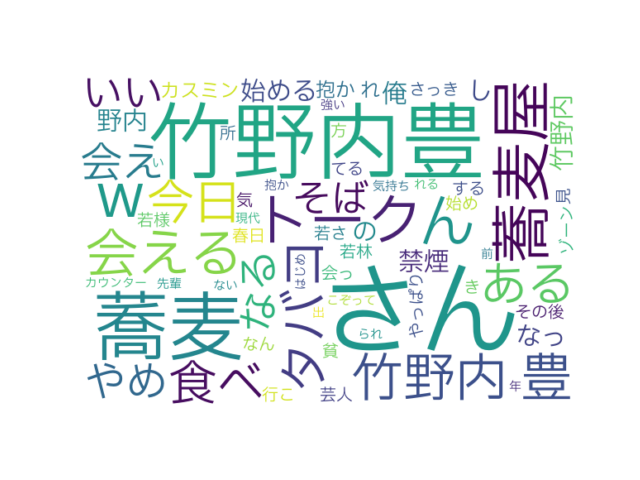 いい カスミン 始める 抱か れ 俺 さっき し
野内 竹野内豊 強い 蕎麦屋 竹野内
所 方
会え い てる
w 今日 抱か そば 気持ち れる する 見
若様 気 トーク ん 始め ゾーン
会える 春日 現代 若さ の
蕎麦 なる タバコ はじめ 若林 禁煙 ある 前
カウンター 先輩 ない さん 会っ やっぱり き
こぞって その後
出 なっ
なん 貧 られ
やめ 食べ 竹野内 豊
行こ 芸人 年